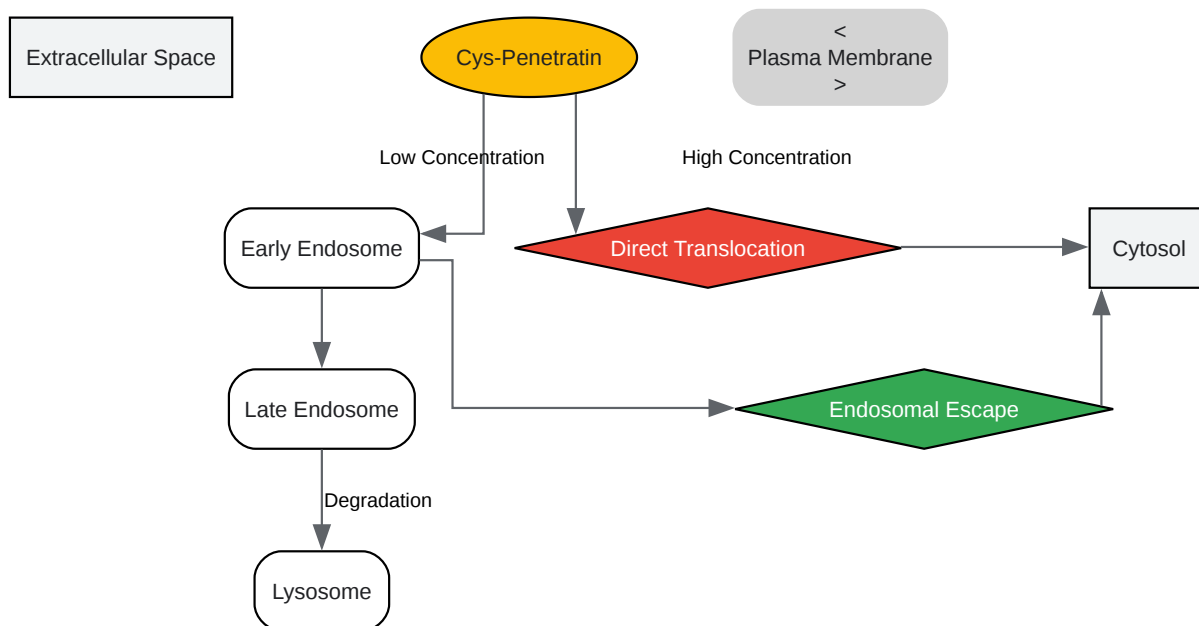 Extracellular Space
Cys-Penetratin
<
Plasma Membrane
>
Low Concentration
High Concentration
Early Endosome
Direct Translocation
Cytosol
Late Endosome
Endosomal Escape
Degradation
Lysosome